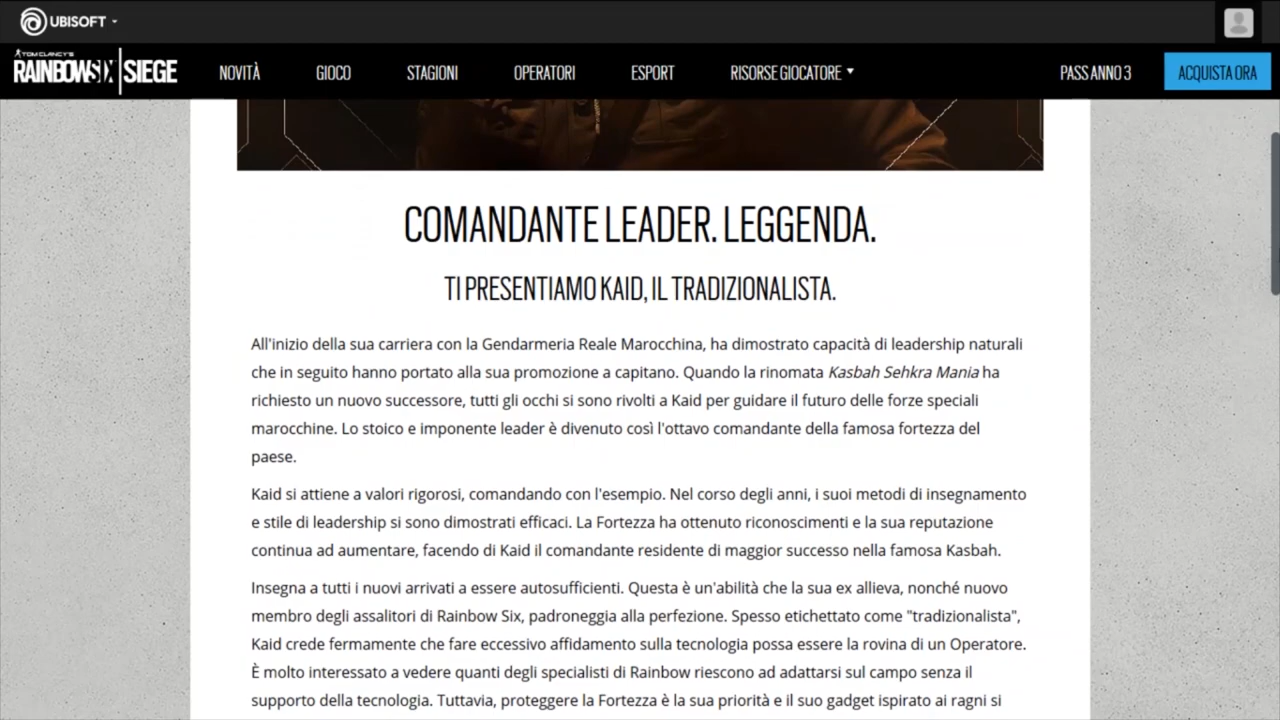 UBISOFT
TOM CLANCY'S
RAINBOWSIX SIEGE
NOVITÀ GIOCO STAGIONI OPERATORI ESPORT RISORSE GIOCATORE PASS ANNO 3 ACQUISTA ORA
COMANDANTE LEADER. LEGGENDA.
TI PRESENTIAMO KAID, IL TRADIZIONALISTA.
All'inizio della sua carriera con la Gendarmeria Reale Marocchina, ha dimostrato capacità di leadership naturali
che in seguito hanno portato alla sua promozione a capitano. Quando la rinomata Kasbah Sehkra Mania ha
richiesto un nuovo successore, tutti gli occhi si sono rivolti a Kaid per guidare il futuro delle forze speciali
marocchine. Lo stoico e imponente leader è divenuto così l'ottavo comandante della famosa fortezza del
paese.
Kaid si attiene a valori rigorosi, comandando con l'esempio. Nel corso degli anni, i suoi metodi di insegnamento
e stile di leadership si sono dimostrati efficaci. La Fortezza ha ottenuto riconoscimenti e la sua reputazione
continua ad aumentare, facendo di Kaid il comandante residente di maggior successo nella famosa Kasbah.
Insegna a tutti i nuovi arrivati a essere autosufficienti. Questa è un'abilità che la sua ex allieva, nonché nuovo
membro degli assalitori di Rainbow Six, padroneggia alla perfezione. Spesso etichettato come "tradizionalista",
Kaid crede fermamente che fare eccessivo affidamento sulla tecnologia possa essere la rovina di un Operatore.
È molto interessato a vedere quanti degli specialisti di Rainbow riescono ad adattarsi sul campo senza il
supporto della tecnologia. Tuttavia, proteggere la Fortezza è la sua priorità e il suo gadget ispirato ai ragni si